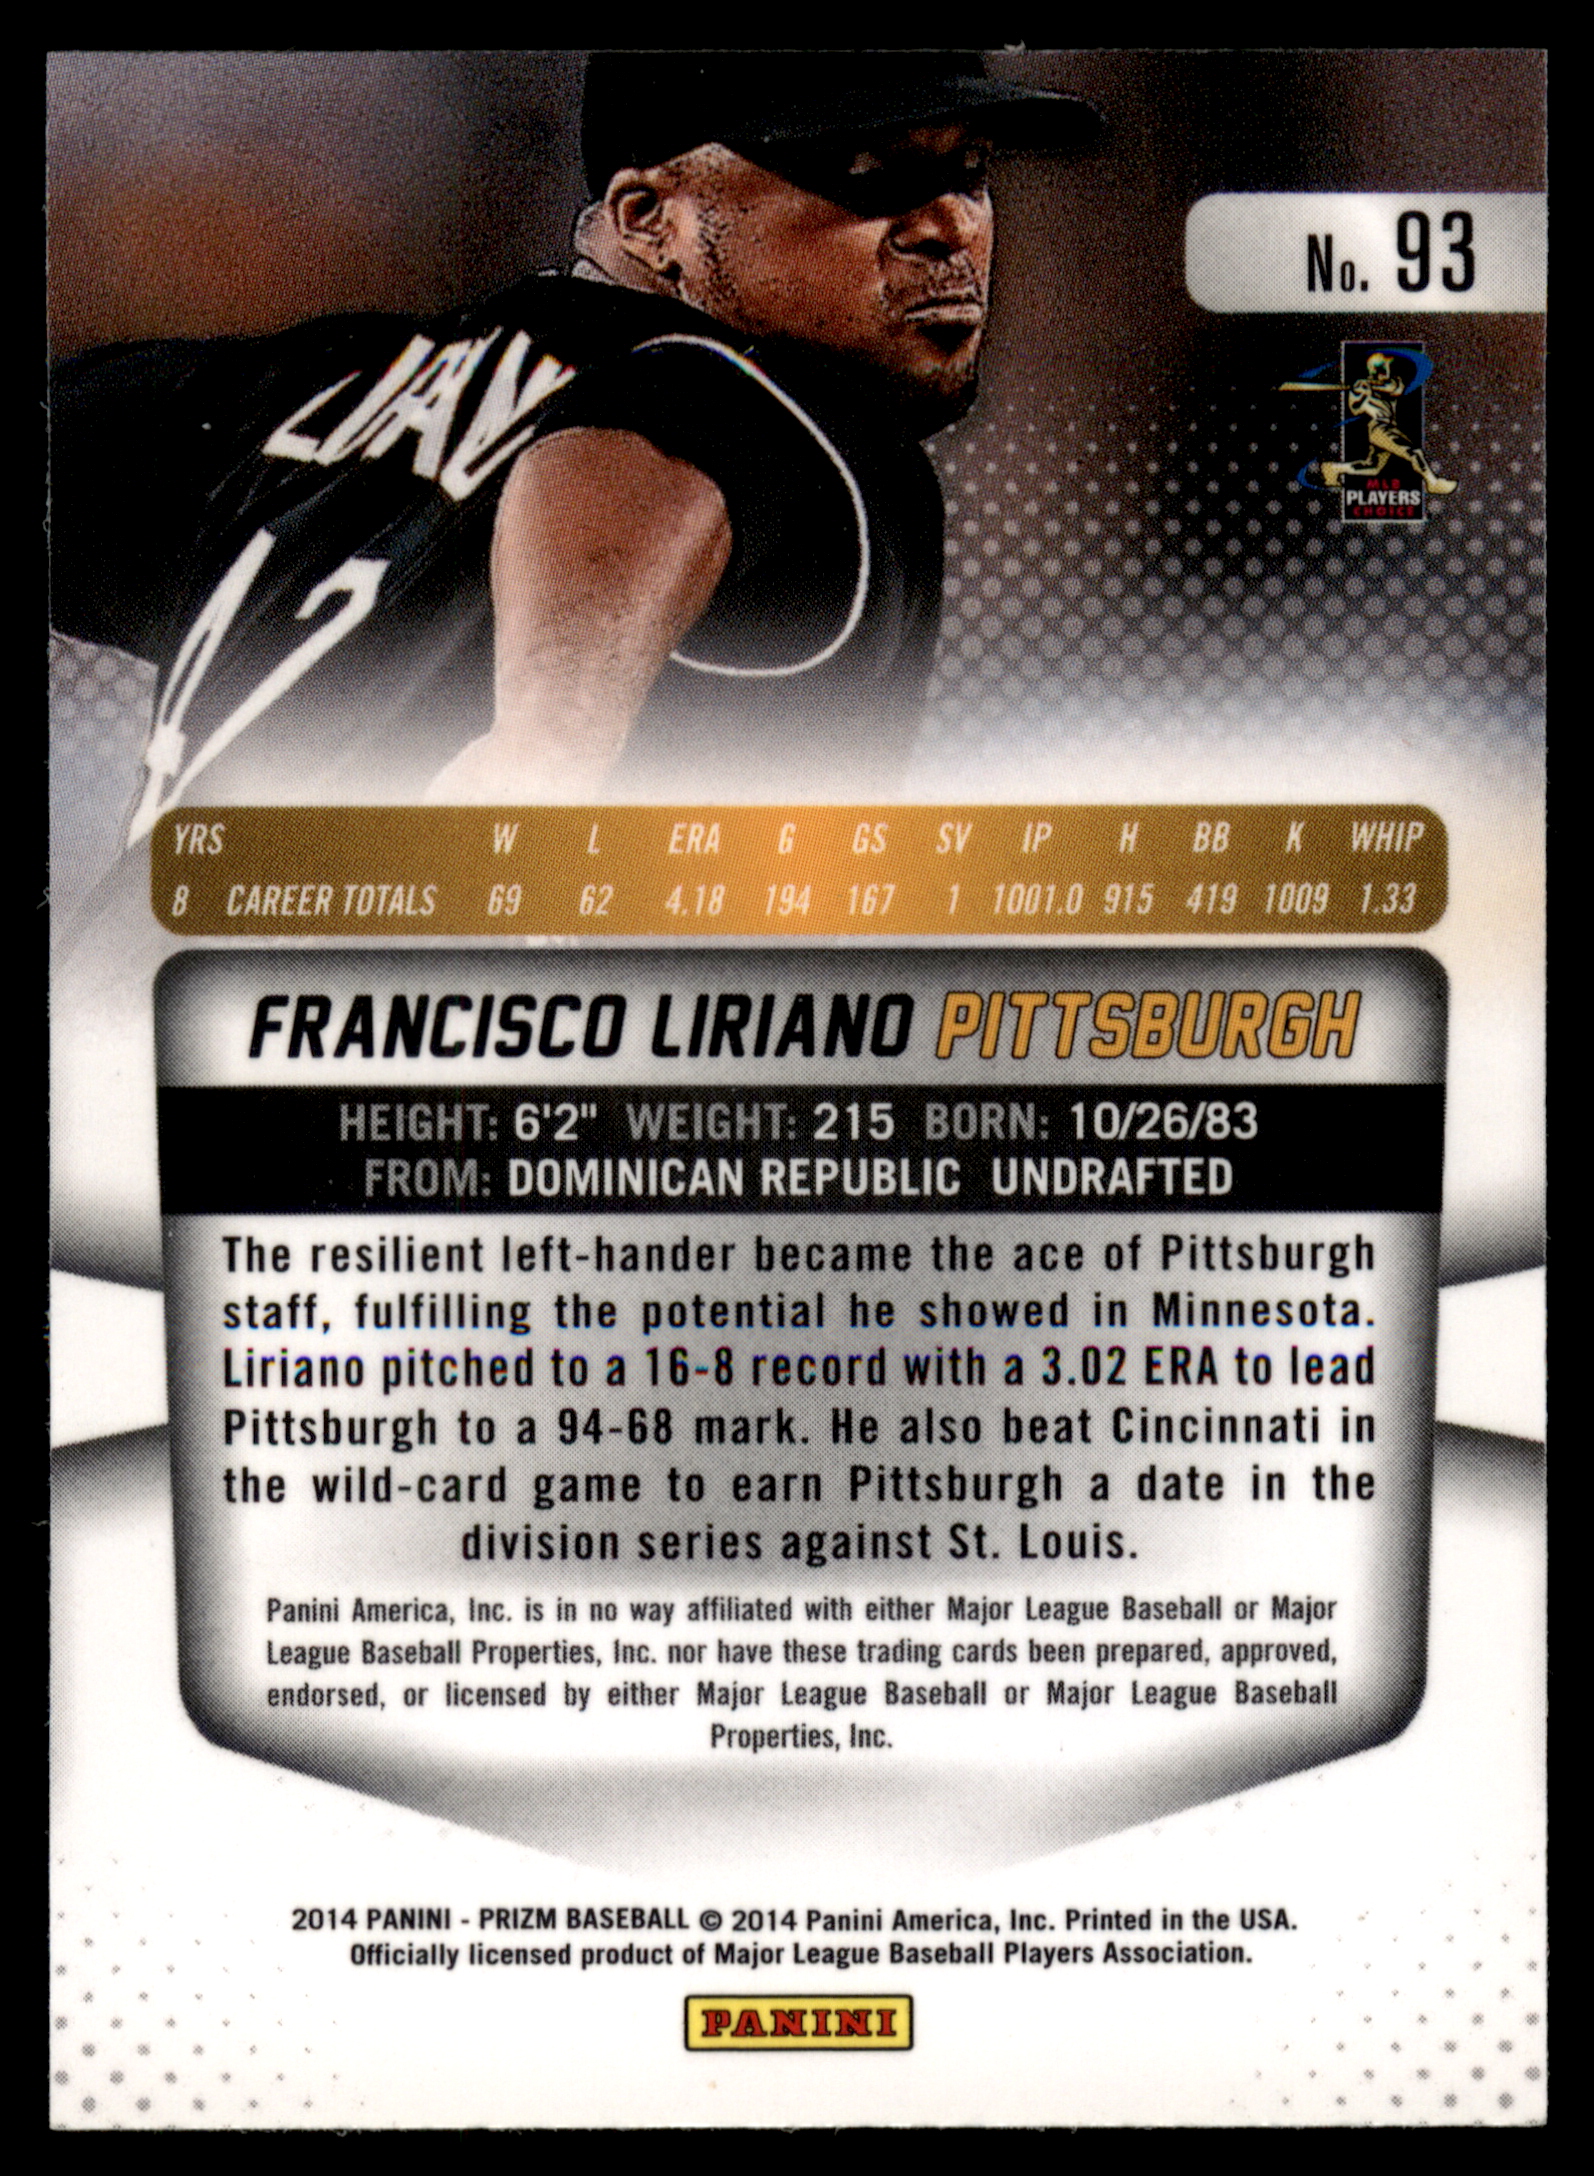 No. 93
LIAN
47
MLB
PLAYERS
CHOICE
YRS W L ERA G GS SV IP H BB K WHIP
8 CAREER TOTALS 69 62 4.18 194 167 1 1001.0 915 419 1009 1.33
FRANCISCO LIRIANO PITTSBURGH
HEIGHT: 6'2" WEIGHT: 215 BORN: 10/26/83
FROM: DOMINICAN REPUBLIC UNDRAFTED
The resilient left-hander became the ace of Pittsburgh
staff, fulfilling the potential he showed in Minnesota.
Liriano pitched to a 16-8 record with a 3.02 ERA to lead
Pittsburgh to a 94-68 mark. He also beat Cincinnati in
the wild-card game to earn Pittsburgh a date in the
division series against St. Louis.
Panini America, Inc. is in no way affiliated with either Major League Baseball or Major
League Baseball Properties, Inc. nor have these trading cards been prepared, approved,
endorsed, or licensed by either Major League Baseball or Major League Baseball
Properties, Inc.
2014 PANINI - PRIZM BASEBALL © 2014 Panini America, Inc. Printed in the USA.
Officially licensed product of Major League Baseball Players Association.
PANINI